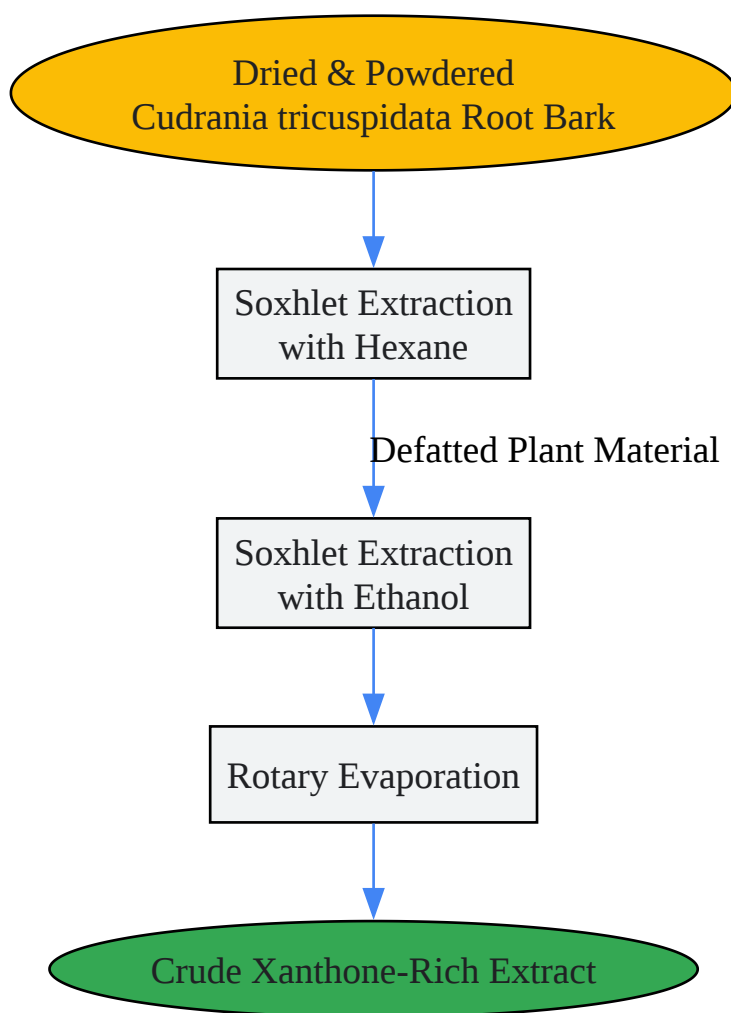 Dried & Powdered
Cudrania tricuspidata Root Bark
Soxhlet Extraction
with Hexane
Defatted Plant Material
Soxhlet Extraction
with Ethanol
Rotary Evaporation
Crude Xanthone-Rich Extract